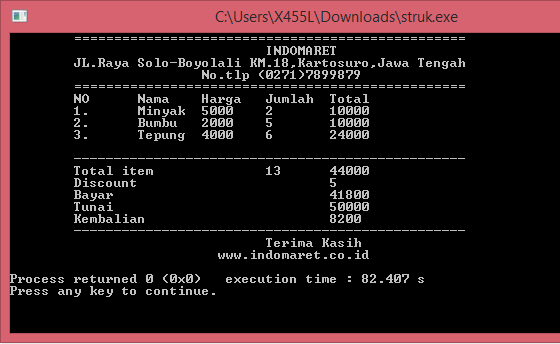 C:\Users\X455L\Downloads\struk.exe
=================================================
INDOMARET
JL.Raya Solo-Boyolali KM.18,Kartosuro,Jawa Tengah
No.tlp (0271)7899879
=================================================
NO Nama Harga Jumlah Total
1. Minyak 5000 2 10000
2. Bumbu 2000 5 10000
3. Tepung 4000 6 24000
-------------------------------------------------
Total item 13 44000
Discount 5
Bayar 41800
Tunai 50000
Kembalian 8200
-------------------------------------------------
Terima Kasih
www.indomaret.co.id
Process returned 0 (0x0) execution time : 82.407 s
Press any key to continue.